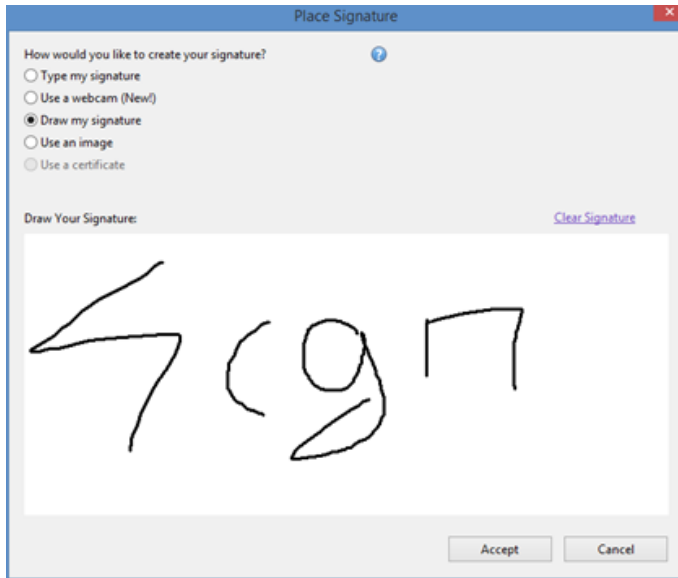 Place Signature
How would you like to create your signature?
Type my signature
Use a webcam (New!)
Draw my signature
Use an image
Use a certificate
Draw Your Signature:
Clear Signature
Scgn
Accept
Cancel